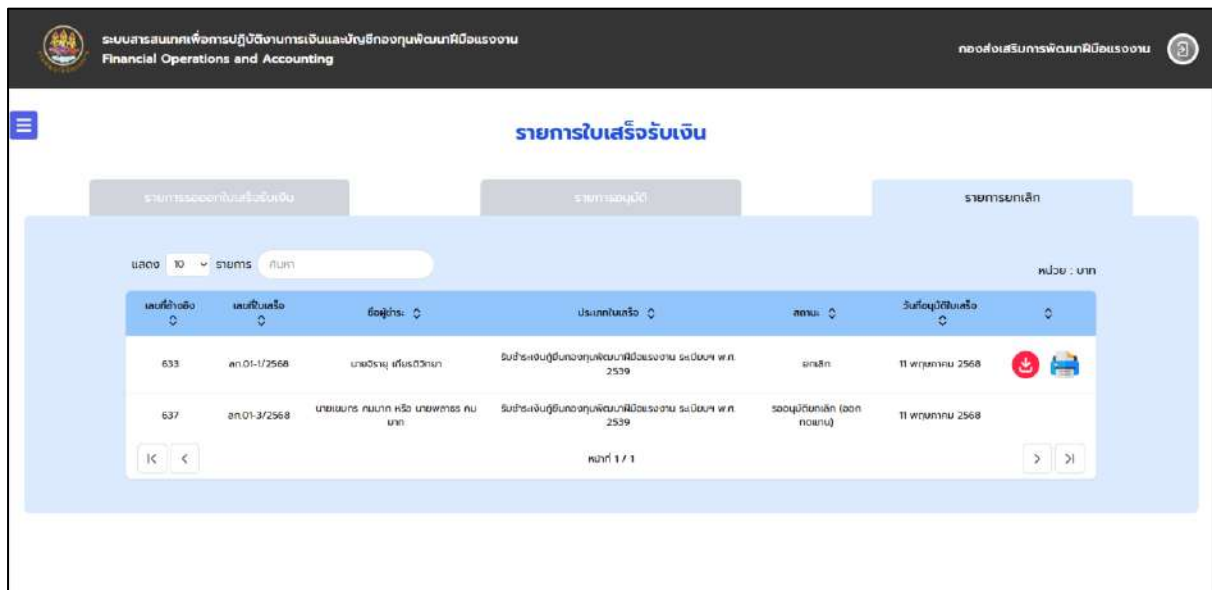 ระบบสารสนเทศเพื่อการปฏิบัติงานการเงินและบัญชีกองทุนพัฒนาฝีมือแรงงาน
Financial Operations and Accounting
กองส่งเสริมการพัฒนาฝีมือแรงงาน
รายการใบเสร็จรับเงิน
รายการรอออกใบเสร็จรับเงิน
รายการอนุมัติ
รายการยกเลิก
แสดง 10 รายการ ค้นหา
หน่วย : บาท
เลขที่อ้างอิง เลขที่ใบเสร็จ ชื่อผู้ชำระ ประเภทใบเสร็จ สถานะ วันที่อนุมัติใบเสร็จ
633 สก.01-1/2568 นายวิรายุ เกียรติวิทนา รับชำระเงินกู้ยืมกองทุนพัฒนาฝีมือแรงงาน ระเบียบฯ พ.ศ.
2539 ยกเลิก 11 พฤษภาคม 2568
637 สก.01-3/2568 รับชำระเงินกู้ยืมกองทุนพัฒนาฝีมือแรงงาน ระเบียบฯ พ.ศ.
2539 รออนุมัติยกเลิก (ออก
ทดแทน) 11 พฤษภาคม 2568
หน้าที่ 1 / 1